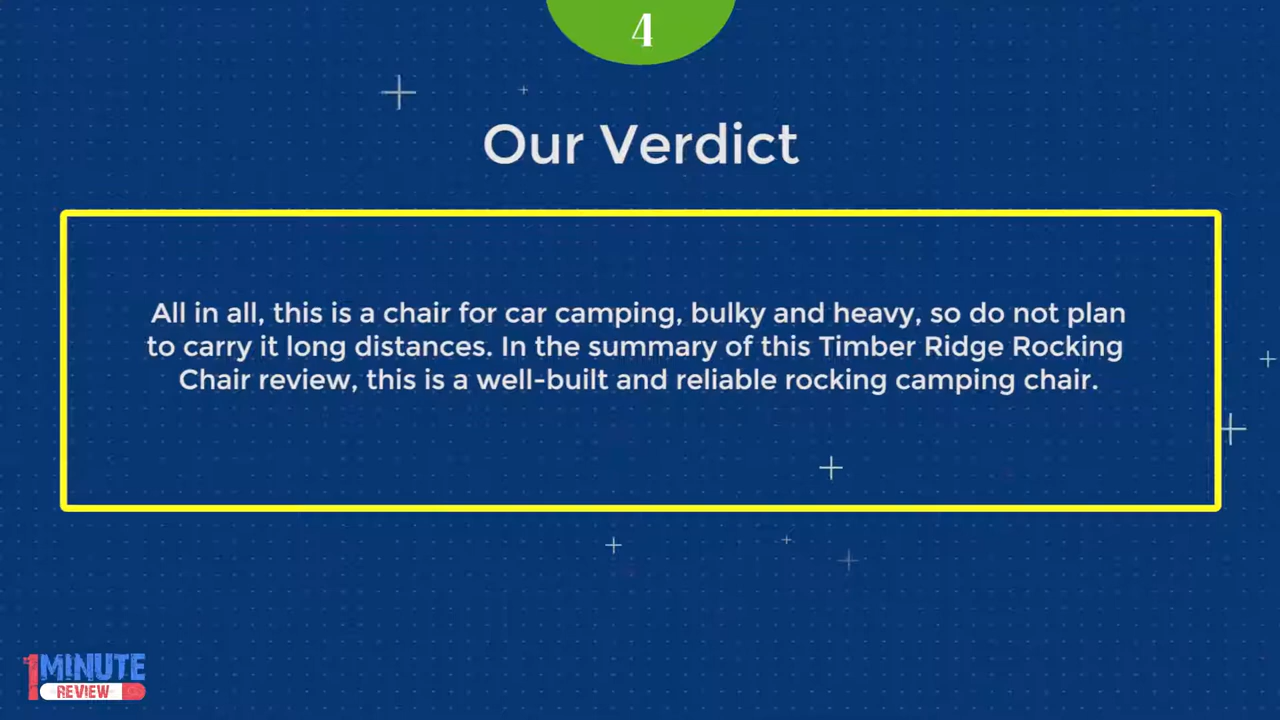 4
Our Verdict
All in all, this is a chair for car camping, bulky and heavy, so do not plan
to carry it long distances. In the summary of this Timber Ridge Rocking
Chair review, this is a well-built and reliable rocking camping chair.
1MINUTE
REVIEW